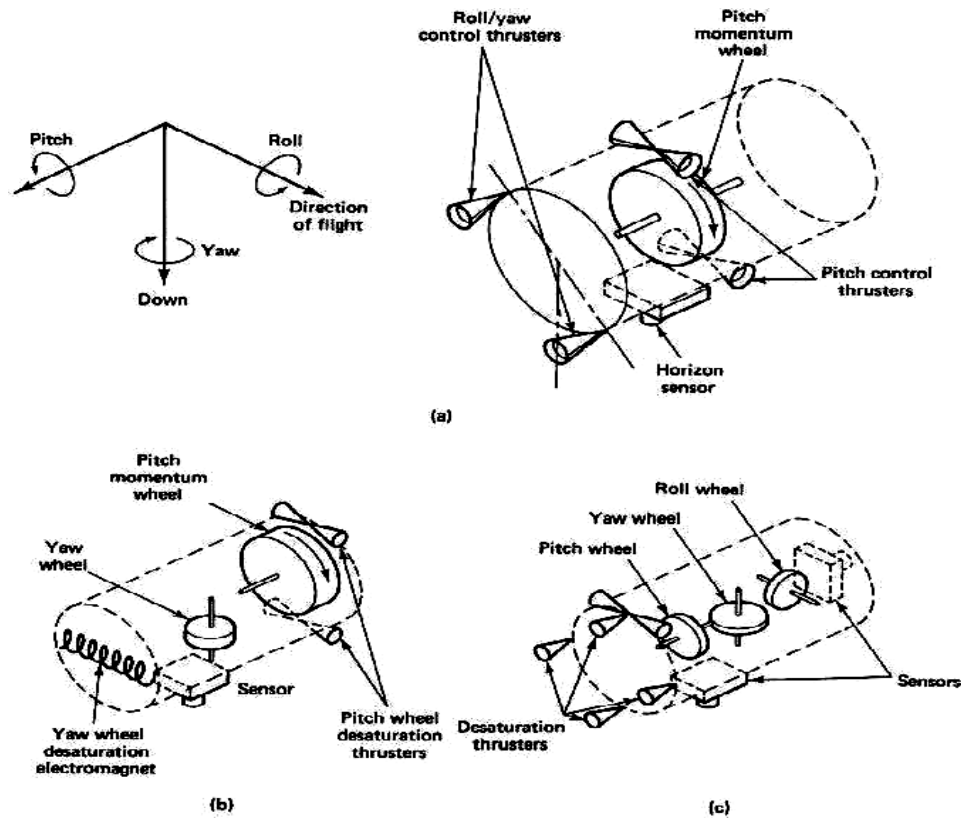 Roll/yaw
control thrusters
Pitch
momentum
wheel
Pitch
Roll
Direction
of flight
Yaw
Down
Pitch control
thrusters
Horizon
sensor
(a)
Pitch
momentum
wheel
Yaw
wheel
Sensor
Yaw wheel
desaturation
electromagnet
Pitch wheel
desaturation
thrusters
(b)
Roll wheel
Yaw wheel
Pitch wheel
Sensors
Desaturation
thrusters
(c)